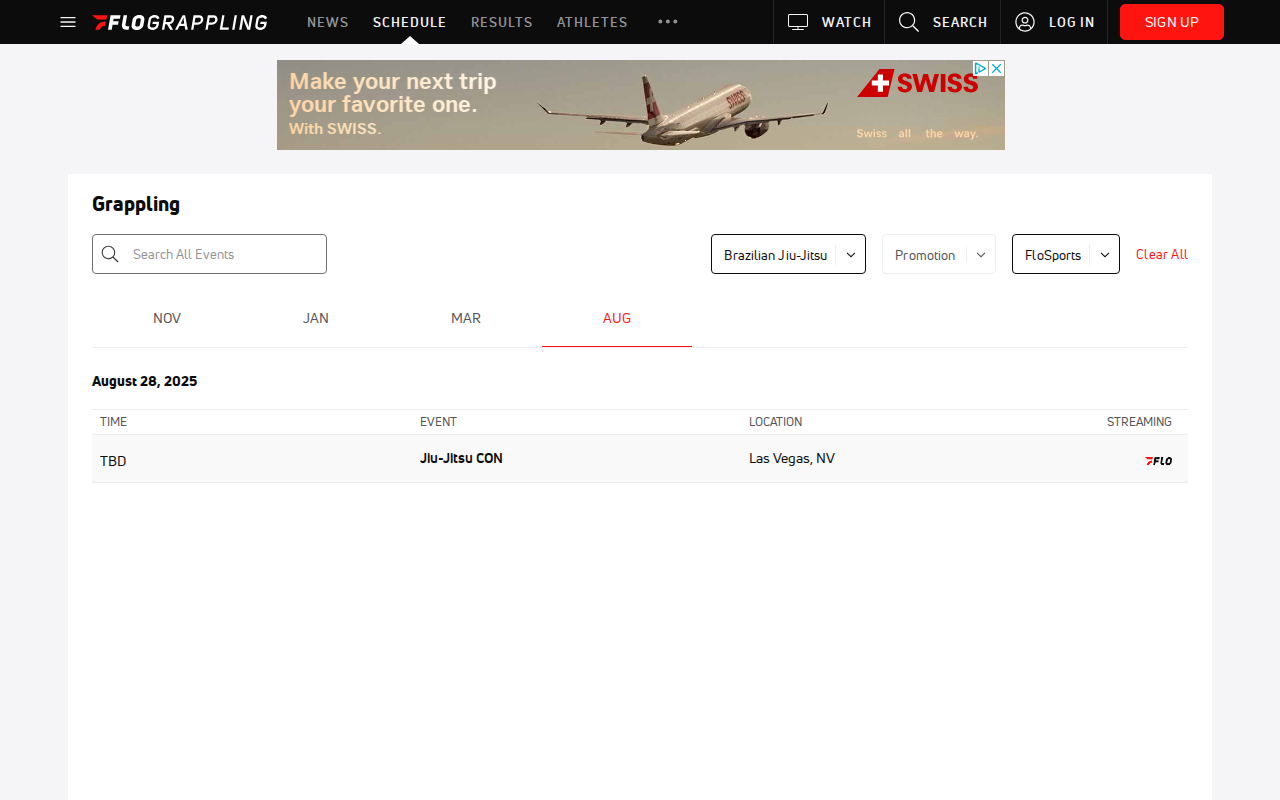 FLOGRAPPLING
NEWS
SCHEDULE
RESULTS
ATHLETES
WATCH
SEARCH
LOG IN
SIGN UP
Make your next trip
your favorite one.
With SWISS.
SWISS
SWISS
Swiss all the way.
Grappling
Search All Events
Brazilian Jiu-Jitsu
Promotion
FloSports
Clear All
NOV
JAN
MAR
AUG
August 28, 2025
TIME
EVENT
LOCATION
STREAMING
TBD
Jiu-Jitsu CON
Las Vegas, NV
FLO